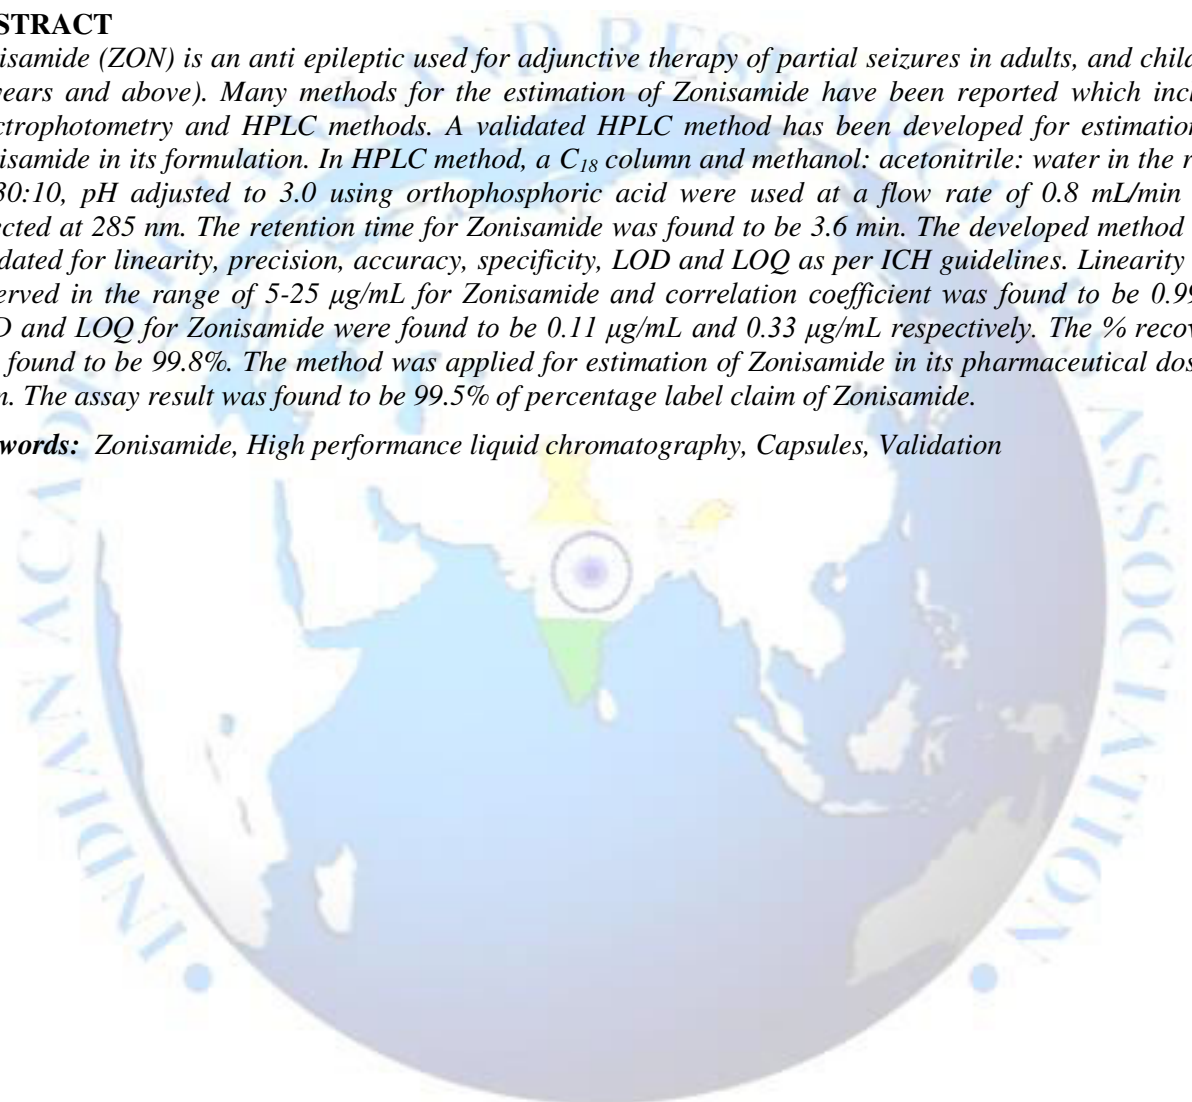 STRACT
isamide (ZON) is an anti epileptic used for adjunctive therapy of partial seizures in adults, and child
years and above). Many methods for the estimation of Zonisamide have been reported which incl
ctrophotometry and HPLC methods. A validated HPLC method has been developed for estimation
isamide in its formulation. In HPLC method, a C18 column and methanol: acetonitrile: water in the r
30:10, pH adjusted to 3.0 using orthophosphoric acid were used at a flow rate of 0.8 mL/min
ected at 285 nm. The retention time for Zonisamide was found to be 3.6 min. The developed method
dated for linearity, precision, accuracy, specificity, LOD and LOQ as per ICH guidelines. Linearity
erved in the range of 5-25 μg/mL for Zonisamide and correlation coefficient was found to be 0.99
D and LOQ for Zonisamide were found to be 0.11 μg/mL and 0.33 μg/mL respectively. The % recov
found to be 99.8%. The method was applied for estimation of Zonisamide in its pharmaceutical dos
m. The assay result was found to be 99.5% of percentage label claim of Zonisamide.
words: Zonisamide, High performance liquid chromatography, Capsules, Validation
• INDIAN ACADEMICIANS AND RESEARCHERS ASSOCIATION •